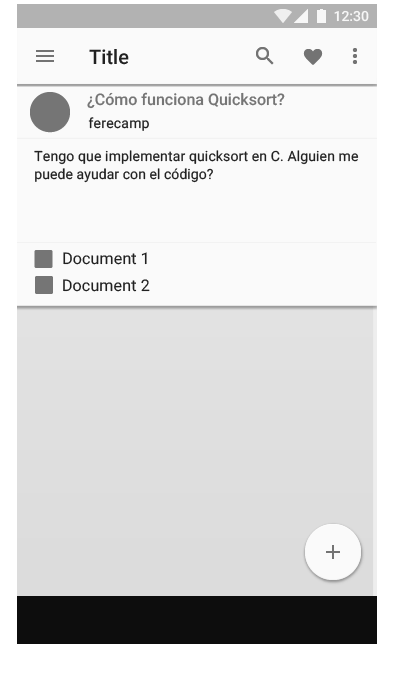 12:30
Title
¿Cómo funciona Quicksort?
ferecamp
Tengo que implementar quicksort en C. Alguien me
puede ayudar con el código?
Document 1
Document 2